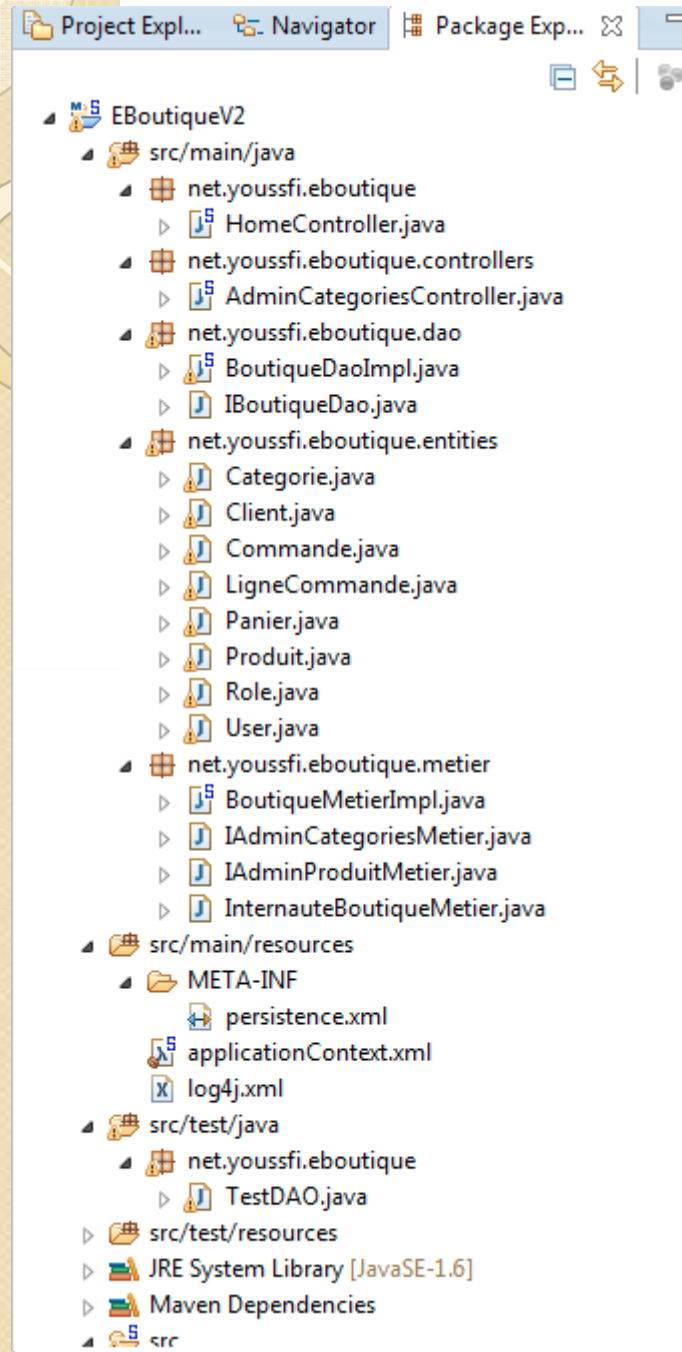 Project Expl... Navigator Package Exp...
EBoutiqueV2
src/main/java
net.youssfi.eboutique
HomeController.java
net.youssfi.eboutique.controllers
AdminCategoriesController.java
net.youssfi.eboutique.dao
BoutiqueDaoImpl.java
IBoutiqueDao.java
net.youssfi.eboutique.entities
Categorie.java
Client.java
Commande.java
LigneCommande.java
Panier.java
Produit.java
Role.java
User.java
net.youssfi.eboutique.metier
BoutiqueMetierImpl.java
IAdminCategoriesMetier.java
IAdminProduitMetier.java
InternauteBoutiqueMetier.java
src/main/resources
META-INF
persistence.xml
applicationContext.xml
log4j.xml
src/test/java
net.youssfi.eboutique
TestDAO.java
src/test/resources
JRE System Library [JavaSE-1.6]
Maven Dependencies
src